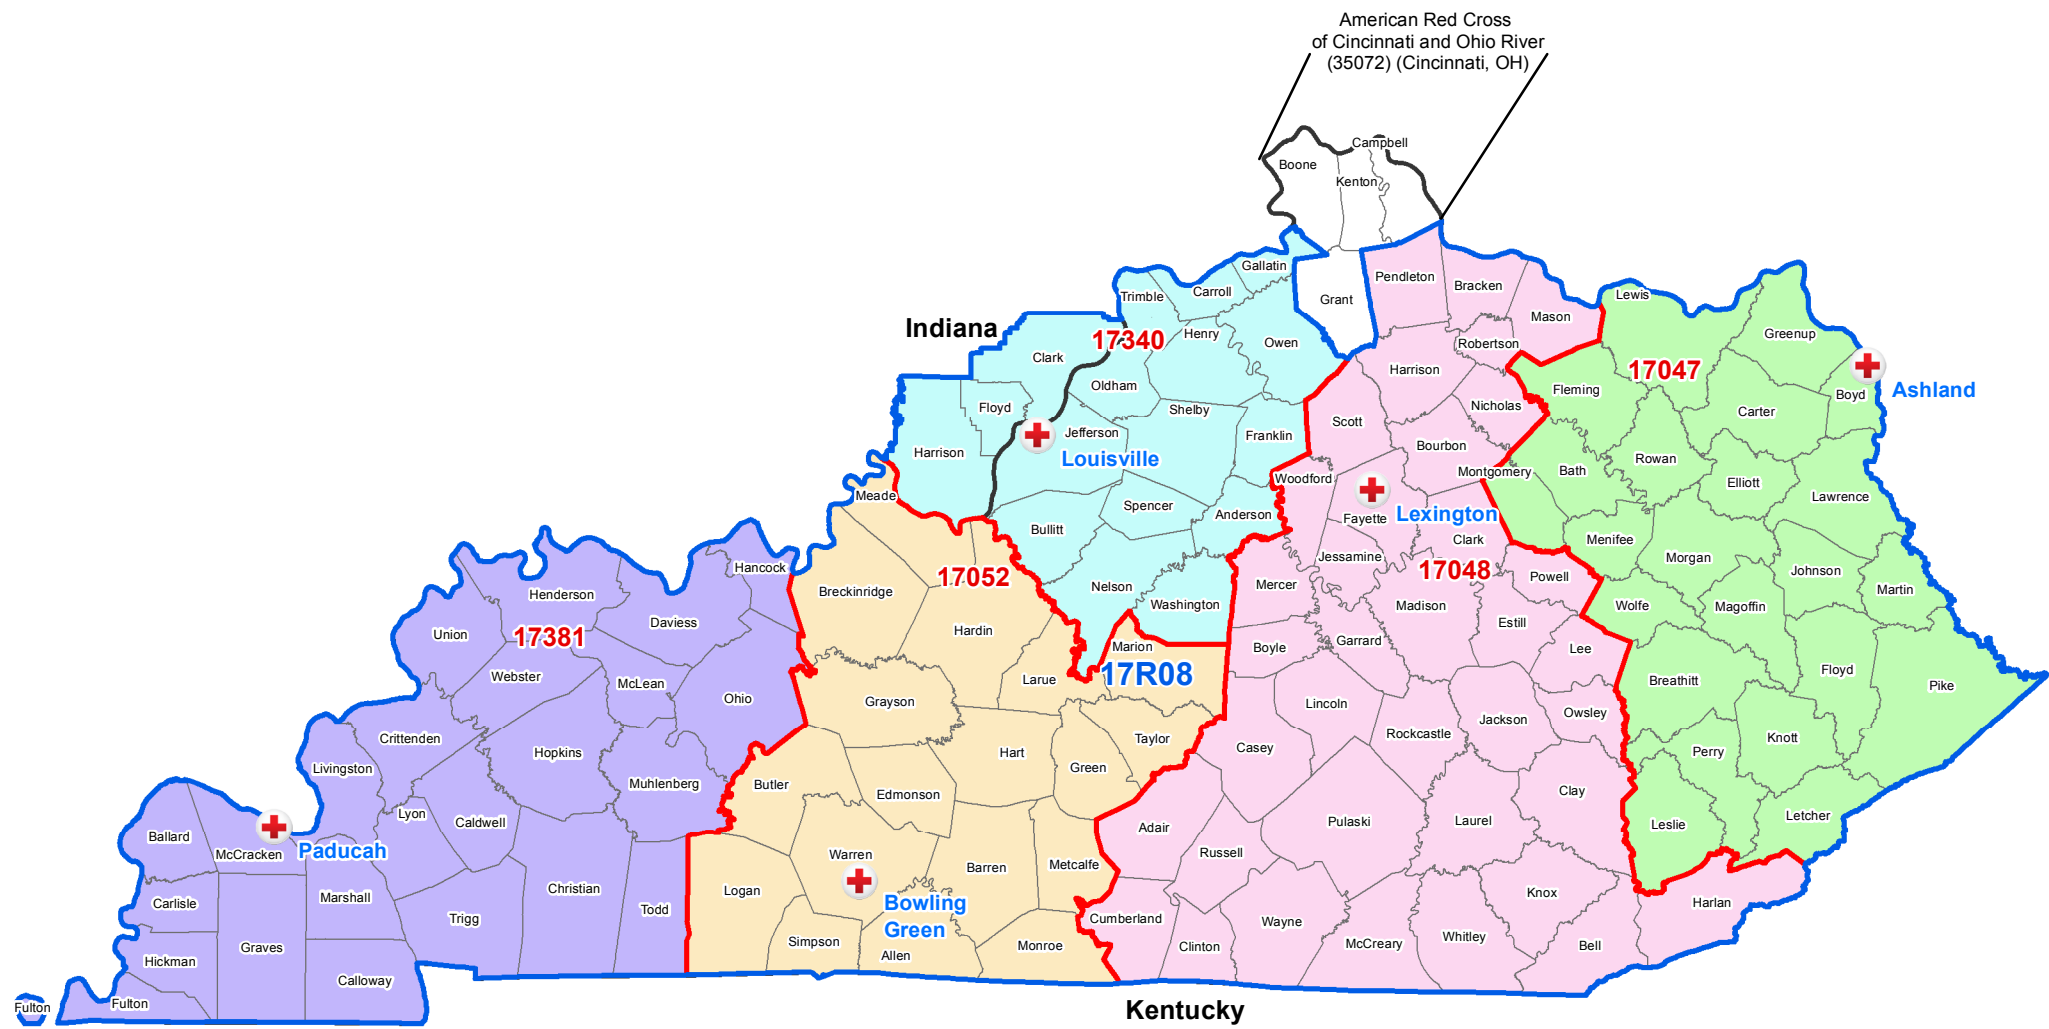 American Red Cross
of Cincinnati and Ohio River
(35072) (Cincinnati, OH)
Campbell
Boone
Kenton
Gallatin
Trimble
Carroll
Grant
Pendleton
Bracken
Mason
Lewis
Greenup
Indiana
17340
Henry
Owen
Robertson
Clark
Oldham
Harrison
17047
Fleming
Ashland
Boyd
Carter
Floyd
Shelby
Nicholas
Scott
Jefferson
Franklin
Bourbon
Harrison
Louisville
Rowan
Montgomery
Bath
Woodford
Elliott
Lawrence
Meade
Spencer
Anderson
Fayette
Lexington
Bullitt
Clark
Menifee
Morgan
Jessamine
Hancock
17052
17048
Powell
Johnson
Martin
Mercer
Nelson
Breckinridge
Henderson
Washington
Madison
Wolfe
Magoffin
Daviess
Estill
Union
17381
Hardin
Garrard
Marion
Boyle
Lee
17R08
Webster
McLean
Larue
Breathitt
Floyd
Pike
Ohio
Grayson
Lincoln
Jackson
Owsley
Crittenden
Hopkins
Hart
Taylor
Casey
Rockcastle
Perry
Knott
Livingston
Muhlenberg
Butler
Green
Edmonson
Clay
Lyon
Caldwell
Adair
Pulaski
Laurel
Leslie
Letcher
Ballard
McCracken
Paducah
Warren
Russell
Barren
Metcalfe
Logan
Christian
Marshall
Carlisle
Knox
Harlan
Bowling
Green
Todd
Trigg
Cumberland
Wayne
Graves
Simpson
Monroe
Clinton
McCreary
Whitley
Bell
Allen
Hickman
Calloway
Fulton
Fulton
Kentucky